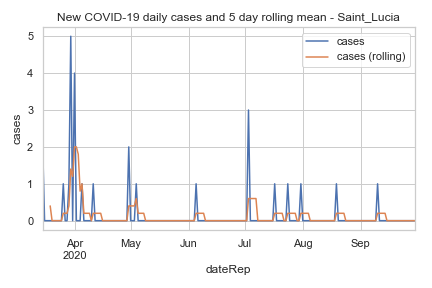 New COVID-19 daily cases and 5 day rolling mean - Saint_Lucia
cases
cases (rolling)
5
4
3
2
1
0
cases
Apr
2020
May
Jun
Jul
Aug
Sep
dateRep